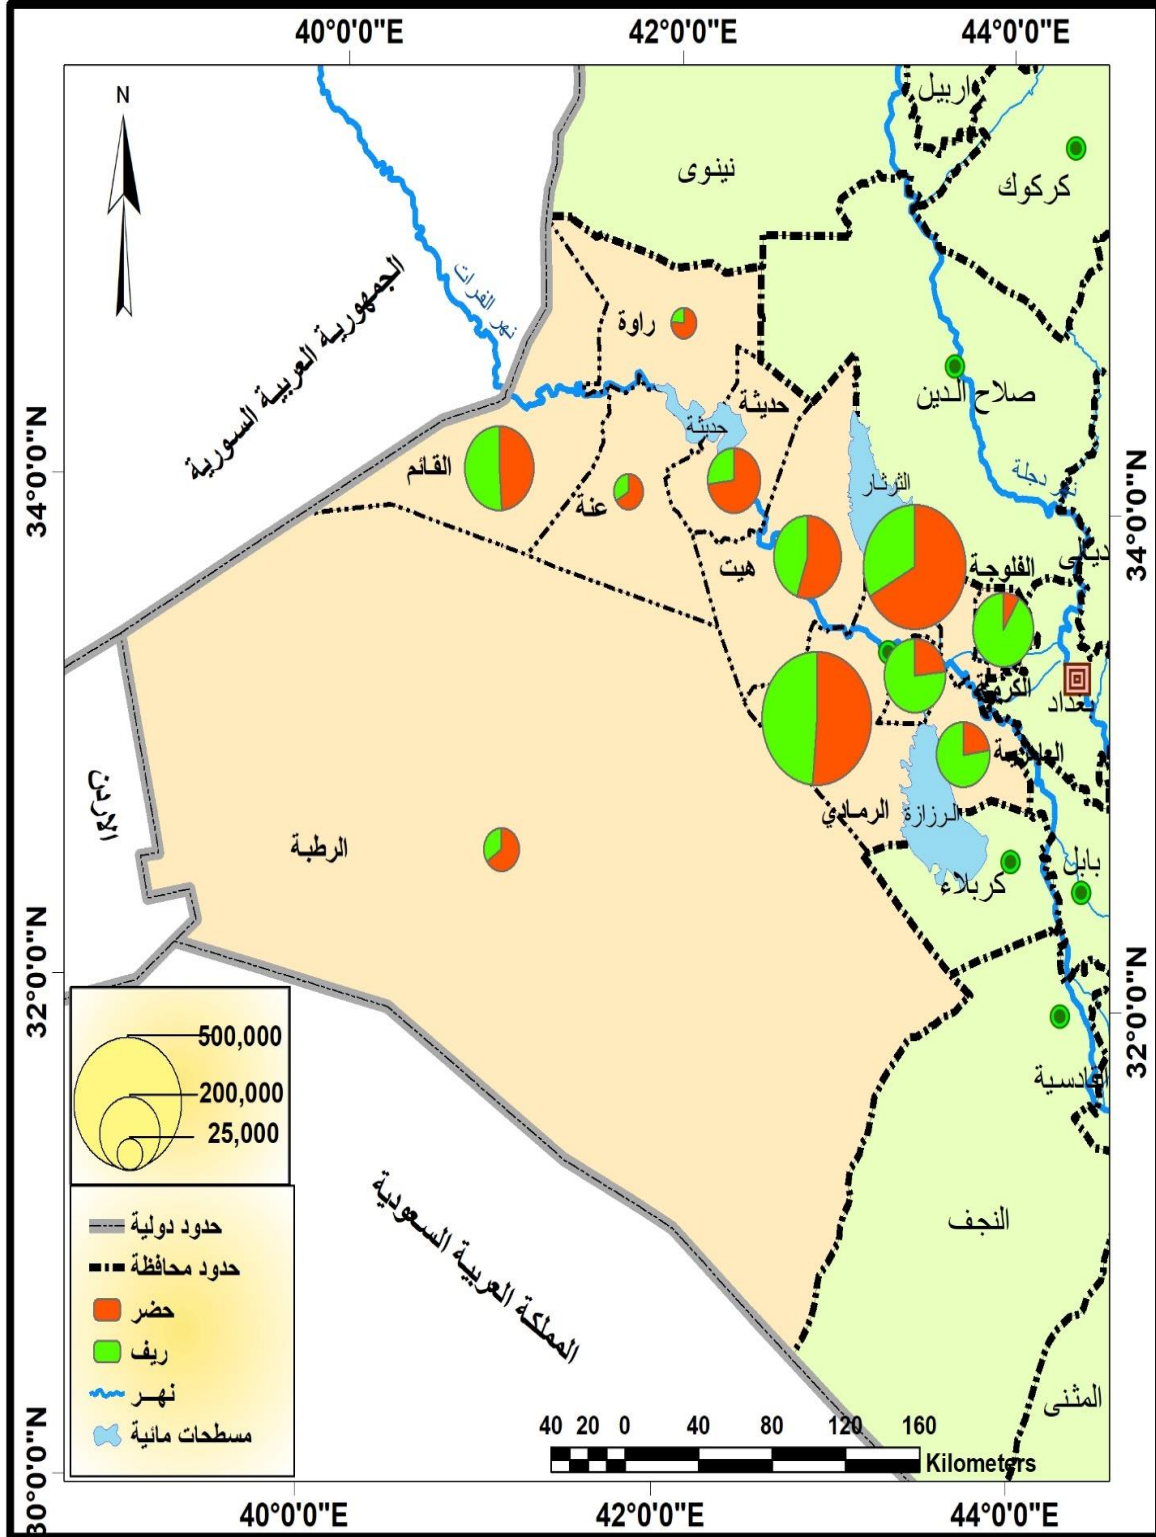 40°0'0"E
42°0'0"E
44°0'0"E
N
اربيل
نينوى
كركوك
الجمهورية العربية السورية
نهر الفرات
راوة
صلاح الدين
حديثة
حديثة
34°0'0"N
القائم
الثرثار
نهر دجلة
34°0'0"N
عنة
ديالى
هيت
الفلوجة
الكرمة
بغداد
الاردن
الرمادي
الرزازة
الرطبة
بابل
كربلاء
32°0'0"N
32°0'0"N
500,000
200,000
25,000
القادسية
المملكة العربية السعودية
النجف
حدود دولية
حدود محافظة
حضر
ريف
نهر
مسطحات مائية
المثنى
40 20 0 40 80 120 160
Kilometers
30°0'0"N
40°0'0"E
42°0'0"E
44°0'0"E